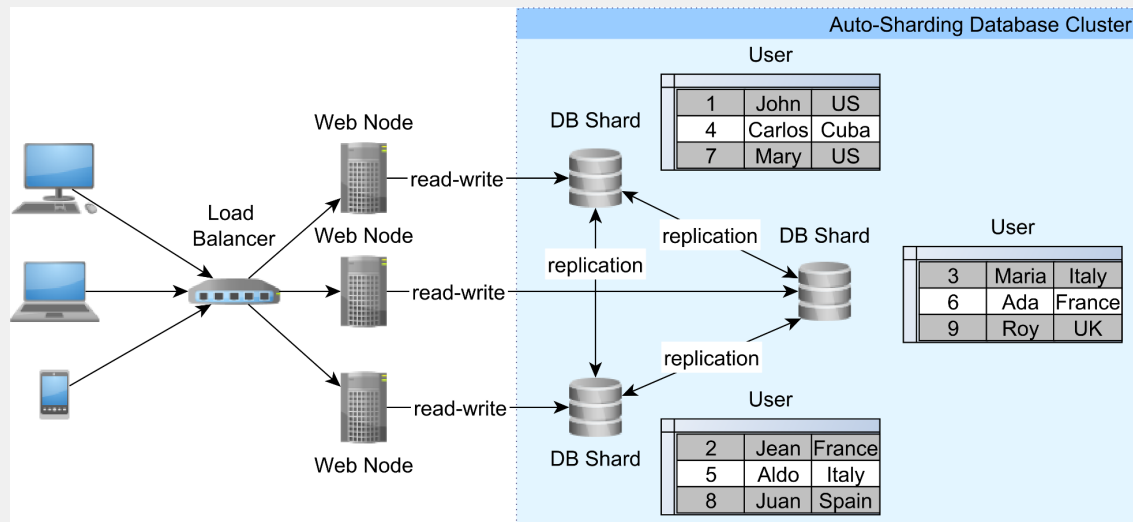 Auto-Sharding Database Cluster
User
1 John US
4 Carlos Cuba
7 Mary US
DB Shard
Web Node
read-write
Load
Balancer
Web Node
read-write
replication
replication
DB Shard
User
3 Maria Italy
6 Ada France
9 Roy UK
replication
Web Node
read-write
DB Shard
User
2 Jean France
5 Aldo Italy
8 Juan Spain